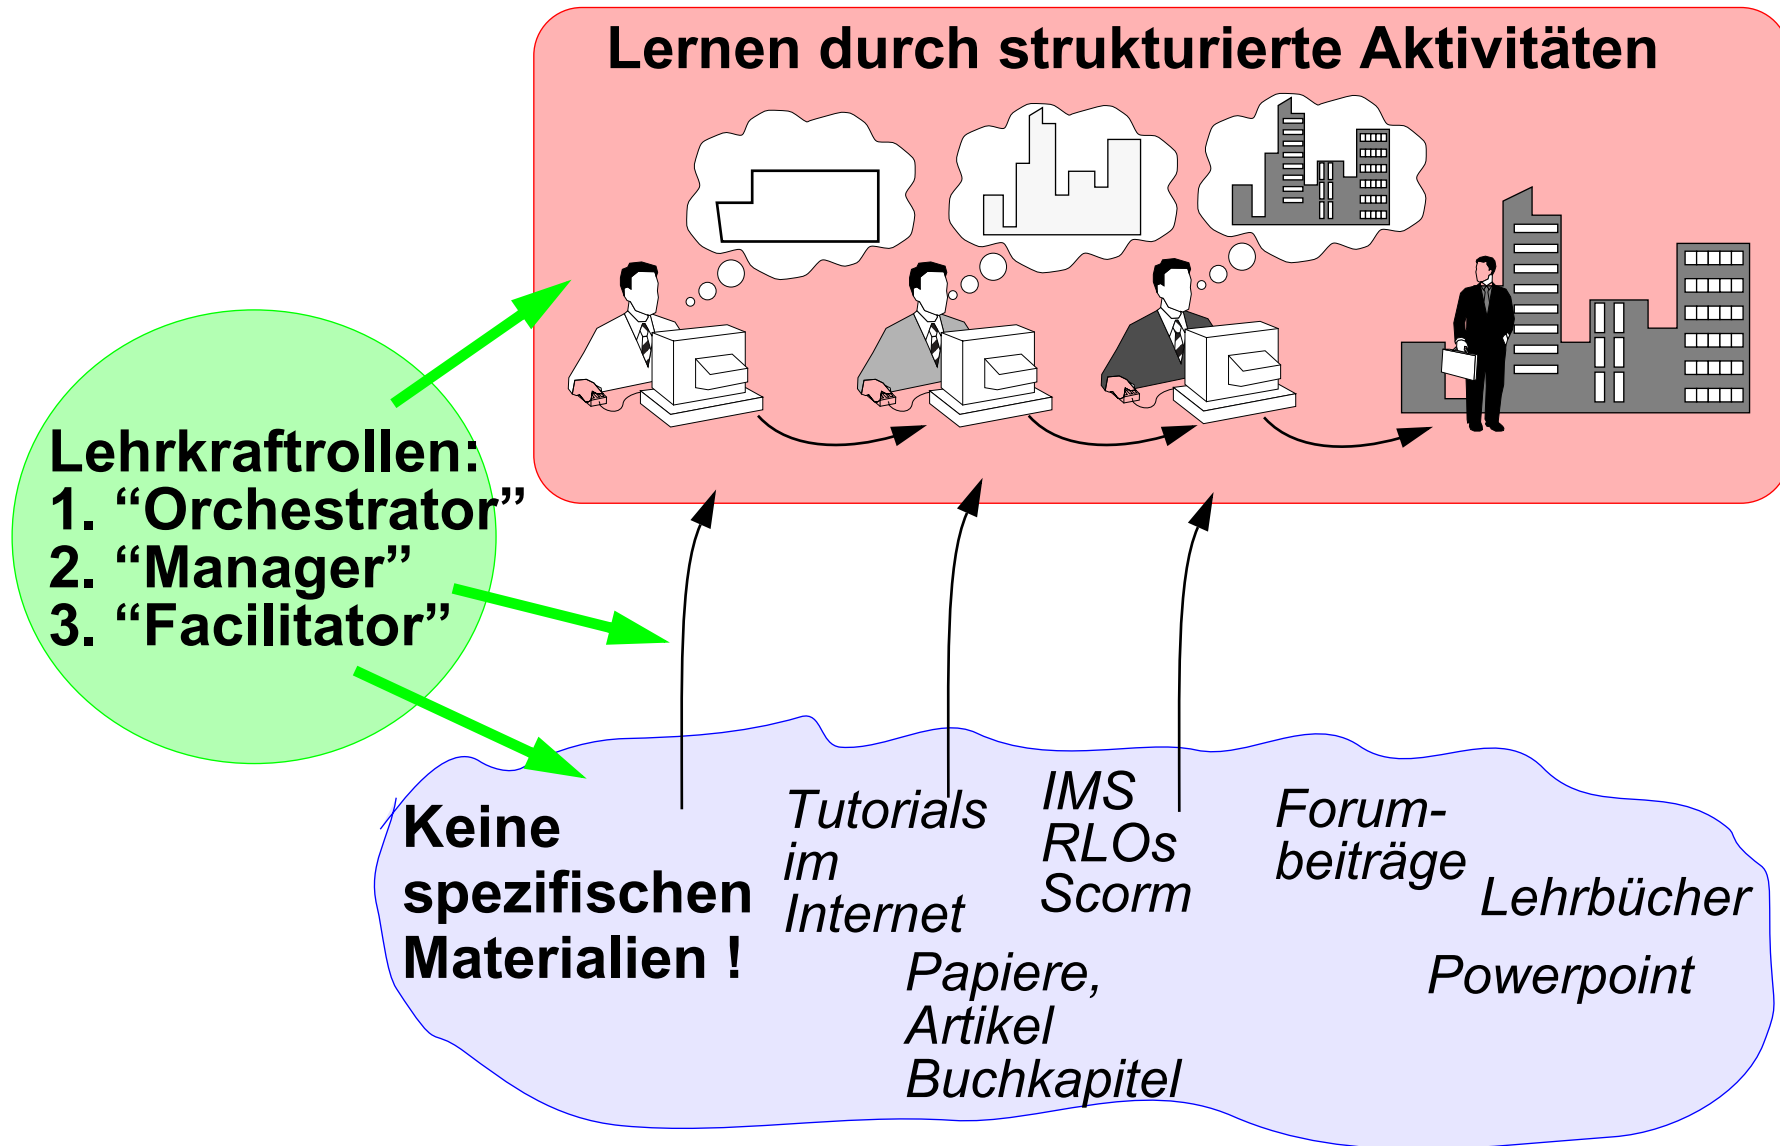 Lernen durch strukturierte Aktivitäten
Lehrkraftrollen:
1. “Orchestrator”
2. “Manager”
3. “Facilitator”
Keine
spezifischen
Materialien !
Tutorials
im
Internet
IMS
RLOs
Scorm
Forum-
beiträge
Lehrbücher
Papiere,
Artikel
Buchkapitel
Powerpoint